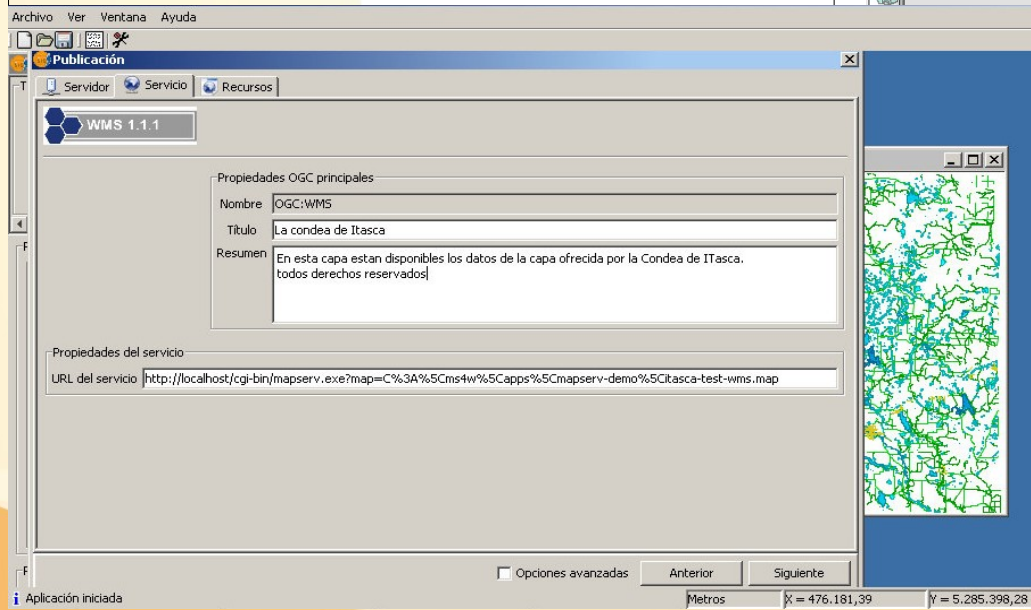 Archivo Ver Ventana Ayuda
Publicación
Servidor Servicio Recursos
WMS 1.1.1
Propiedades OGC principales
Nombre OGC:WMS
Título La condea de Itasca
Resumen En esta capa estan disponibles los datos de la capa ofrecida por la Condea de ITasca.
todos derechos reservados
Propiedades del servicio
URL del servicio http://localhost/cgi-bin/mapserv.exe?map=C%3A%5Cms4w%5Capps%5Cmapserv-demo%5Citasca-test-wms.map
Opciones avanzadas Anterior Siguiente
Aplicación iniciada Metros X = 476.181,39 Y = 5.285.398,28